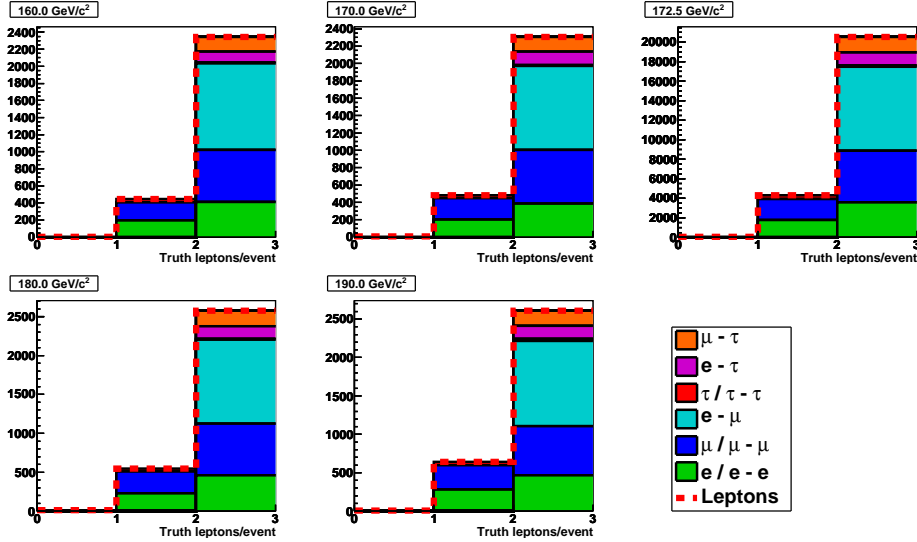 160.0 GeV/c²
2400
2200
2000
1800
1600
1400
1200
1000
800
600
400
200
0
0 1 2 3
Truth leptons/event
170.0 GeV/c²
2400
2200
2000
1800
1600
1400
1200
1000
800
600
400
200
0
0 1 2 3
Truth leptons/event
172.5 GeV/c²
20000
18000
16000
14000
12000
10000
8000
6000
4000
2000
0
0 1 2 3
Truth leptons/event
180.0 GeV/c²
2500
2000
1500
1000
500
0
0 1 2 3
Truth leptons/event
190.0 GeV/c²
2500
2000
1500
1000
500
0
0 1 2 3
Truth leptons/event
μ - τ
e - τ
τ / τ - τ
e - μ
μ / μ - μ
e / e - e
Leptons